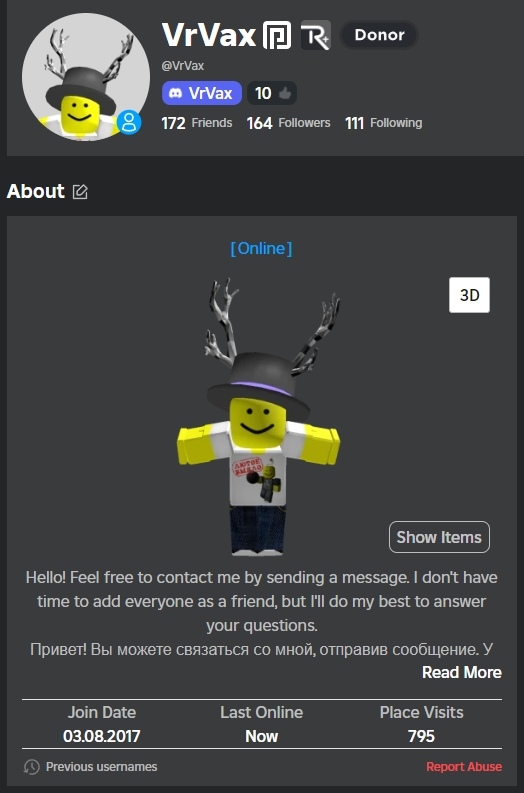 VrVax
Donor
@VrVax
VrVax
10
172 Friends 164 Followers 111 Following
About
[ Online ]
3D
ЛЮТОЕ
ВЫДАЛ
Show Items
Hello! Feel free to contact me by sending a message. I don't have
time to add everyone as a friend, but I'll do my best to answer
your questions.
Привет! Вы можете связаться со мной, отправив сообщение. У
Read More
Join Date Last Online Place Visits
03.08.2017 Now 795
Previous usernames Report Abuse